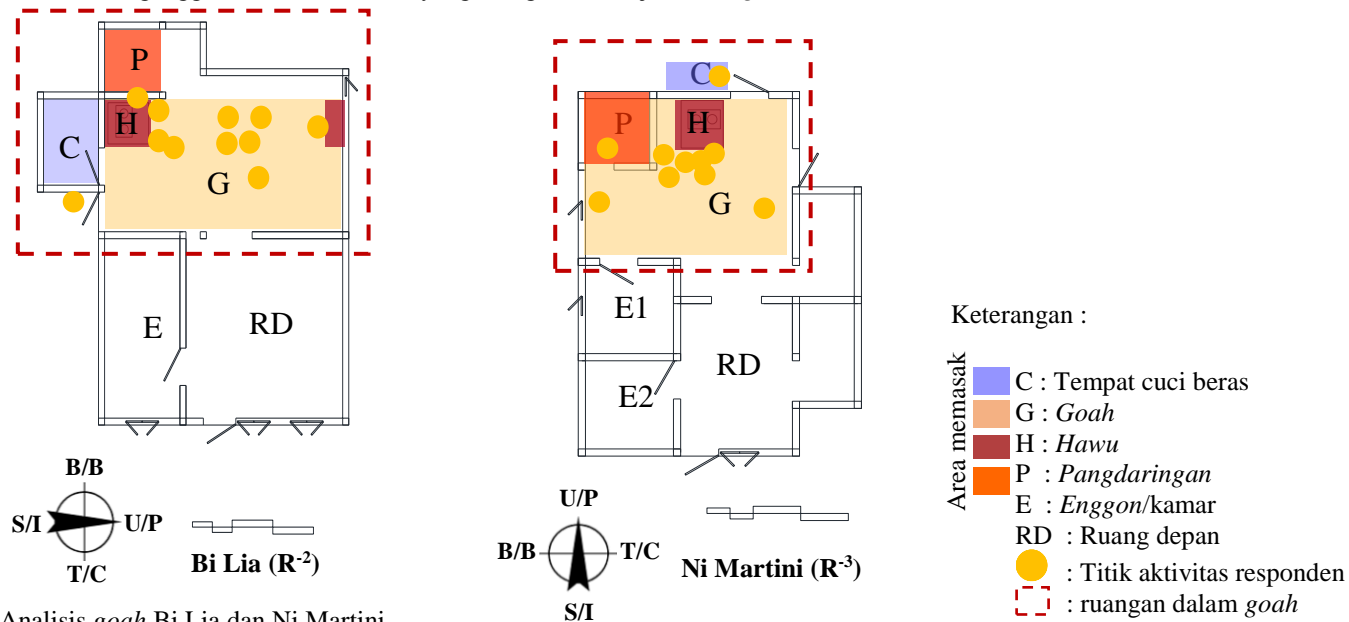 P
H
C
G
E
RD
B/B
S/I
U/P
T/C
Bi Lia (R-2)
C
P
H
G
E1
RD
E2
U/P
B/B
T/C
S/I
Ni Martini (R-3)
Keterangan :
Area memasak
C : Tempat cuci beras
G : Goah
H : Hawu
P : Pangdaringan
E : Enggon/kamar
RD : Ruang depan
: Titik aktivitas responden
: ruangan dalam goah
Analisis goah Bi Lia dan Ni Martini